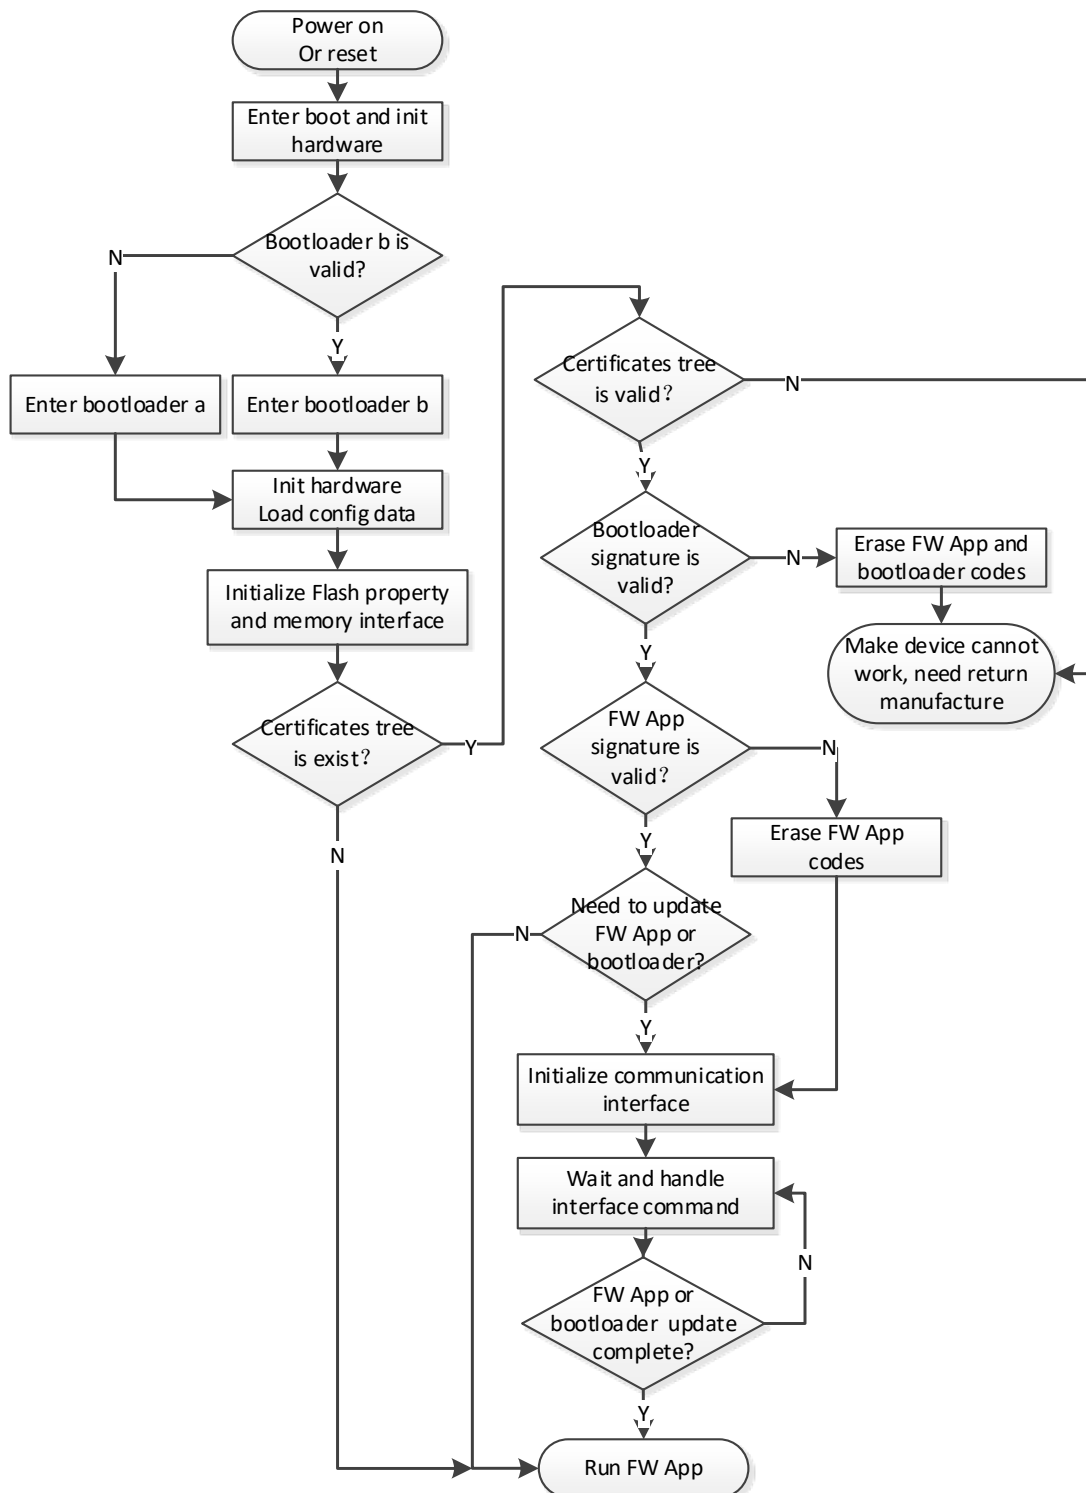 Power on
Or reset
Enter boot and init
hardware
Bootloader b is
valid?
N
Y
Enter bootloader a
Enter bootloader b
Init hardware
Load config data
Initialize Flash property
and memory interface
Certificates tree
is exist?
Y
N
Certificates tree
is valid?
N
Y
Bootloader
signature is
valid?
N
Erase FW App and
bootloader codes
Make device cannot
work, need return
manufacture
Y
FW App
signature is
valid?
N
Erase FW App
codes
Y
Need to update
FW App or
bootloader?
N
Y
Initialize communication
interface
Wait and handle
interface command
N
FW App or
bootloader update
complete?
Y
Run FW App